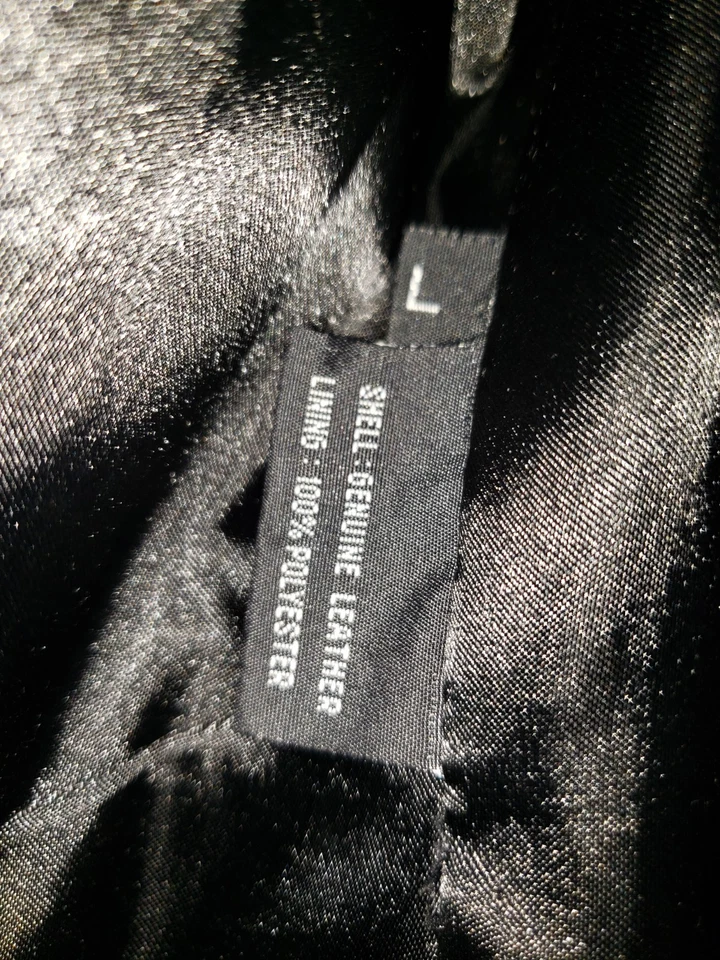 L
SHELL:GENUINE LEATHER
LINING : 100% POLYESTER